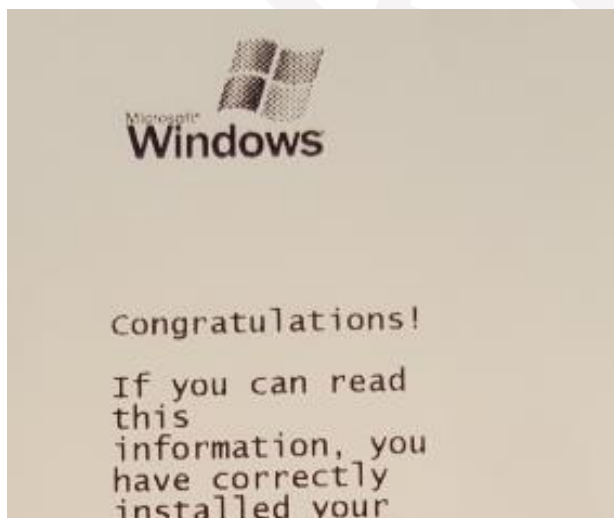 Microsoft®
Windows
Congratulations!
If you can read
this
information, you
have correctly
installed your